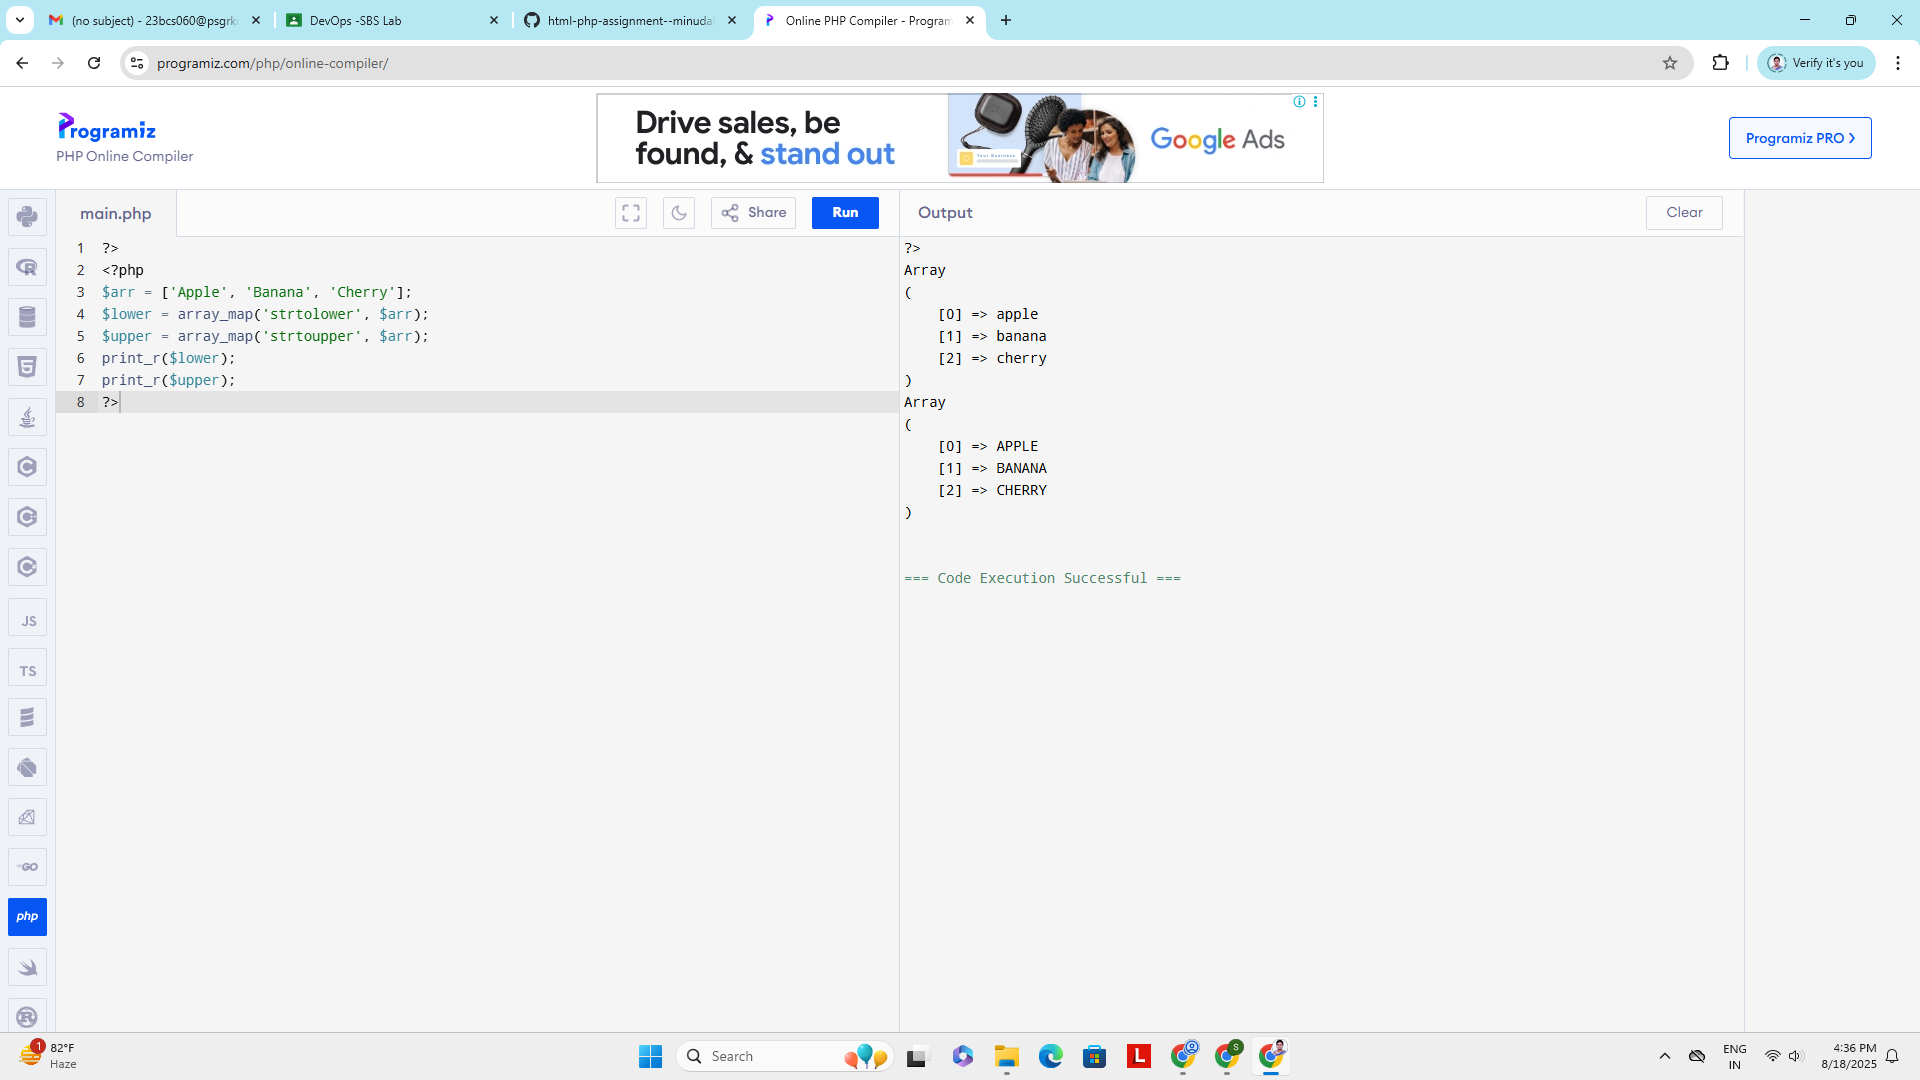 (no subject) - 23bcs060@psgrk
DevOps -SBS Lab
html-php-assignment--minuda
Online PHP Compiler - Program
programiz.com/php/online-compiler/
Verify it's you
Programiz
PHP Online Compiler
Drive sales, be
found, & stand out
Your Business
Google Ads
Programiz PRO
main.php
Share
Run
Output
Clear
1 ?>
2 <?php
3 $arr = ['Apple', 'Banana', 'Cherry'];
4 $lower = array_map('strtolower', $arr);
5 $upper = array_map('strtoupper', $arr);
6 print_r($lower);
7 print_r($upper);
8 ?>
?>
Array
(
[0] => apple
[1] => banana
[2] => cherry
)
Array
(
[0] => APPLE
[1] => BANANA
[2] => CHERRY
)
=== Code Execution Successful ===
JS
TS
GO
php
1
82°F
Haze
Search
L
S
ENG
IN
4:36 PM
8/18/2025